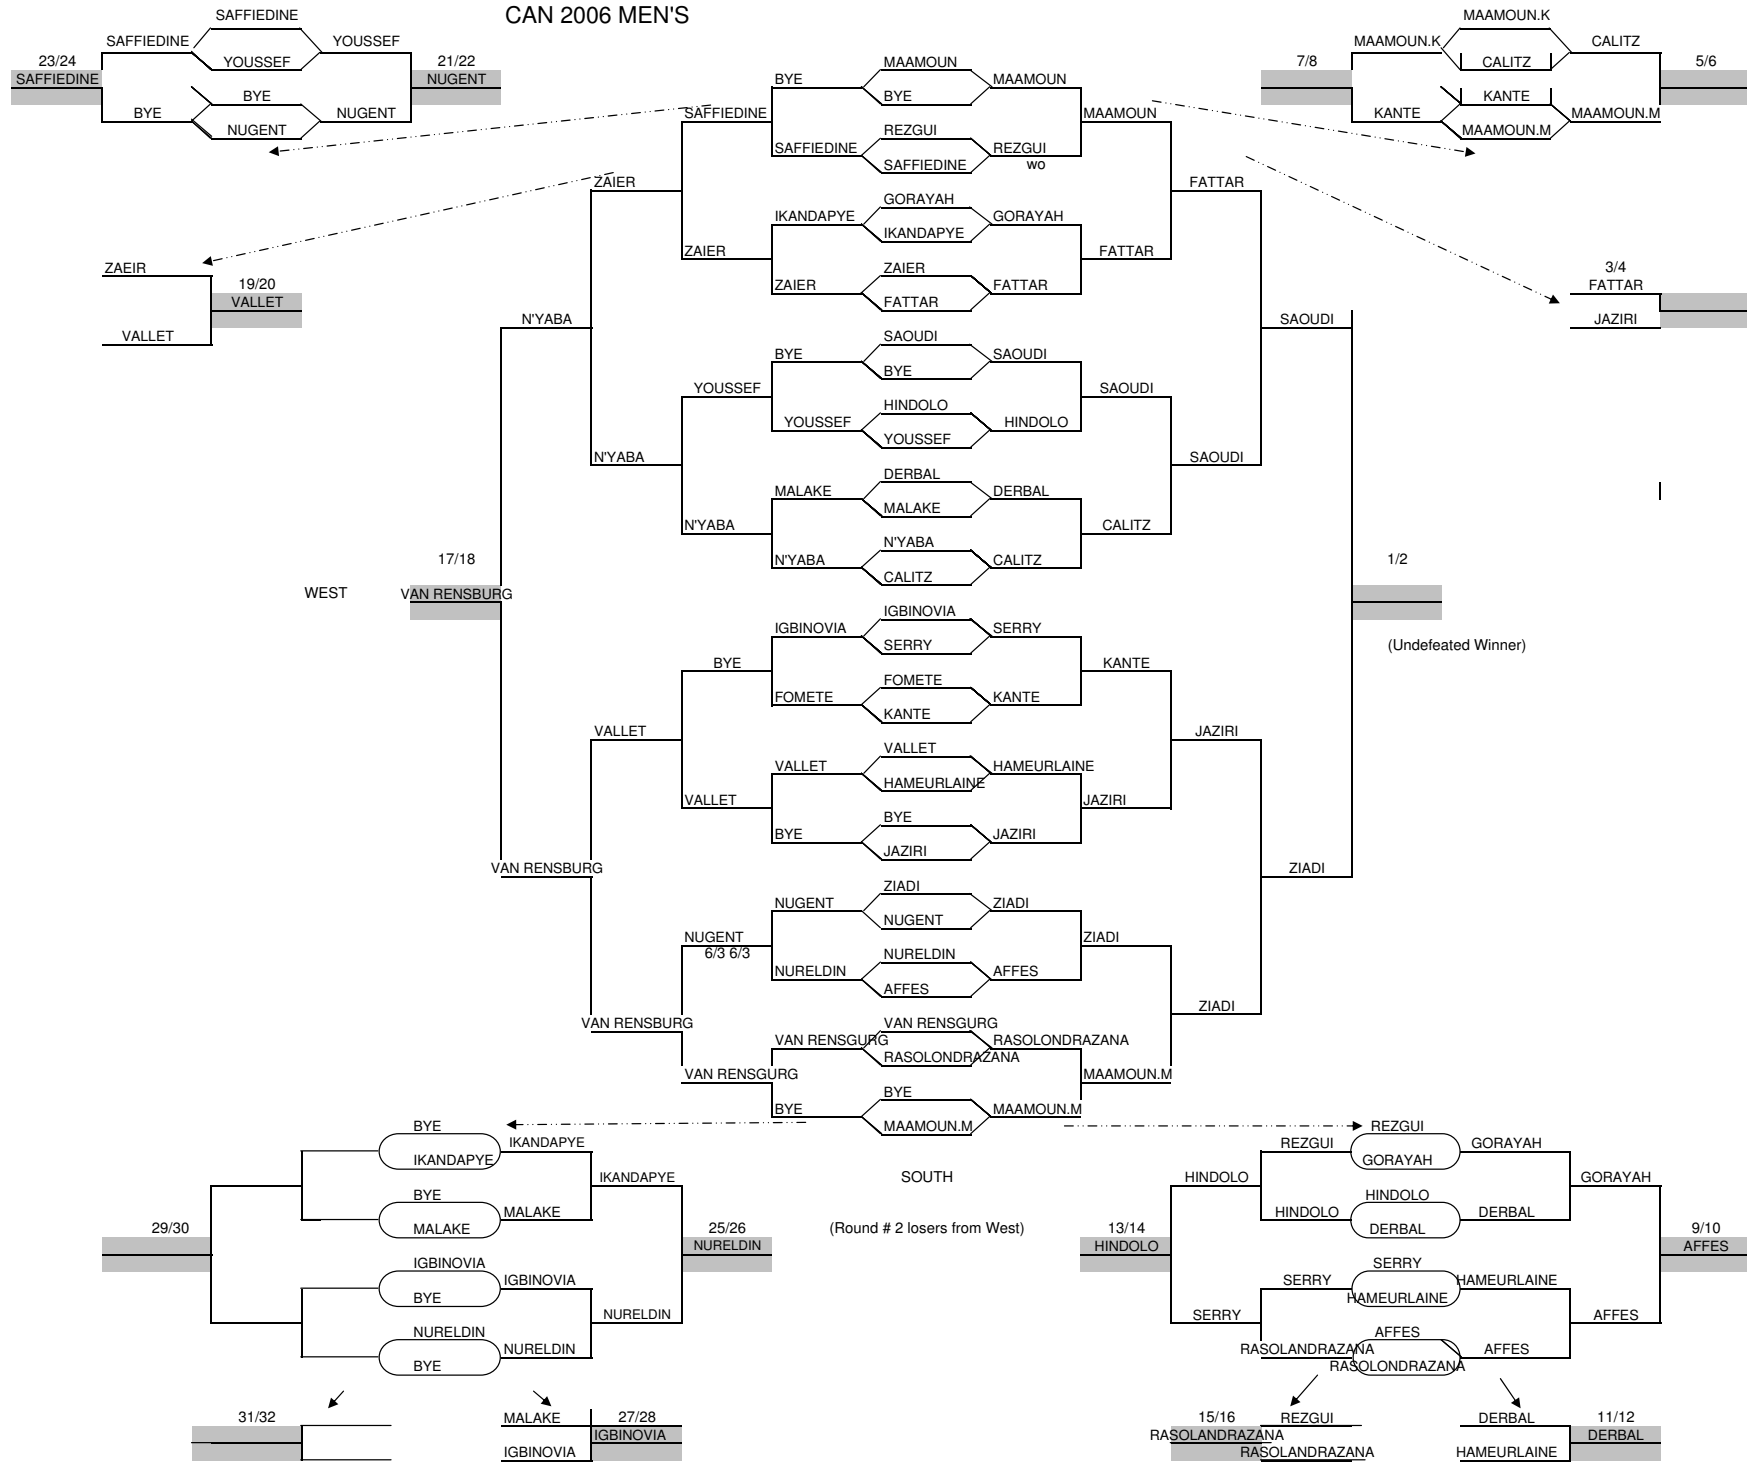 CAN 2006 MEN'S
SAFFIEDINE
SAFFIEDINE
YOUSSEF
YOUSSEF
23/24
SAFFIEDINE
21/22
NUGENT
BYE
BYE
NUGENT
NUGENT
MAAMOUN.K
MAAMOUN.K
CALITZ
CALITZ
7/8
5/6
KANTE
KANTE
MAAMOUN.M
MAAMOUN.M
ZAEIR
19/20
VALLET
VALLET
3/4
FATTAR
JAZIRI
BYE
MAAMOUN
BYE
MAAMOUN
SAFFIEDINE
MAAMOUN
SAFFIEDINE
REZGUI
SAFFIEDINE
REZGUI
wo
ZAIER
FATTAR
IKANDAPYE
GORAYAH
IKANDAPYE
GORAYAH
ZAIER
FATTAR
ZAIER
ZAIER
FATTAR
FATTAR
N'YABA
SAOUDI
BYE
SAOUDI
BYE
SAOUDI
YOUSSEF
SAOUDI
YOUSSEF
HINDOLO
YOUSSEF
HINDOLO
N'YABA
SAOUDI
MALAKE
DERBAL
MALAKE
DERBAL
N'YABA
CALITZ
N'YABA
N'YABA
CALITZ
CALITZ
17/18
1/2
WEST
VAN RENSBURG
(Undefeated Winner)
IGBINOVIA
IGBINOVIA
SERRY
SERRY
BYE
KANTE
FOMETE
FOMETE
KANTE
KANTE
VALLET
JAZIRI
VALLET
VALLET
HAMEURLAINE
HAMEURLAINE
VALLET
JAZIRI
BYE
BYE
JAZIRI
JAZIRI
VAN RENSBURG
ZIADI
NUGENT
ZIADI
NUGENT
ZIADI
NUGENT
6/3 6/3
ZIADI
NURELDIN
NURELDIN
AFFES
AFFES
VAN RENSBURG
ZIADI
VAN RENSGURG
VAN RENSGURG
RASOLONDRAZANA
RASOLONDRAZANA
VAN RENSGURG
MAAMOUN.M
BYE
BYE
MAAMOUN.M
MAAMOUN.M
BYE
IKANDAPYE
IKANDAPYE
IKANDAPYE
BYE
MALAKE
MALAKE
29/30
25/26
NURELDIN
IGBINOVIA
BYE
IGBINOVIA
NURELDIN
NURELDIN
BYE
NURELDIN
31/32
MALAKE
27/28
IGBINOVIA
IGBINOVIA
SOUTH
(Round # 2 losers from West)
REZGUI
REZGUI
GORAYAH
GORAYAH
HINDOLO
GORAYAH
HINDOLO
HINDOLO
DERBAL
DERBAL
13/14
HINDOLO
9/10
AFFES
SERRY
SERRY
HAMEURLAINE
HAMEURLAINE
SERRY
AFFES
RASOLANDRAZANA
AFFES
RASOLONDRAZANA
AFFES
15/16
RASOLANDRAZANA
REZGUI
RASOLANDRAZANA
DERBAL
HAMEURLAINE
11/12
DERBAL